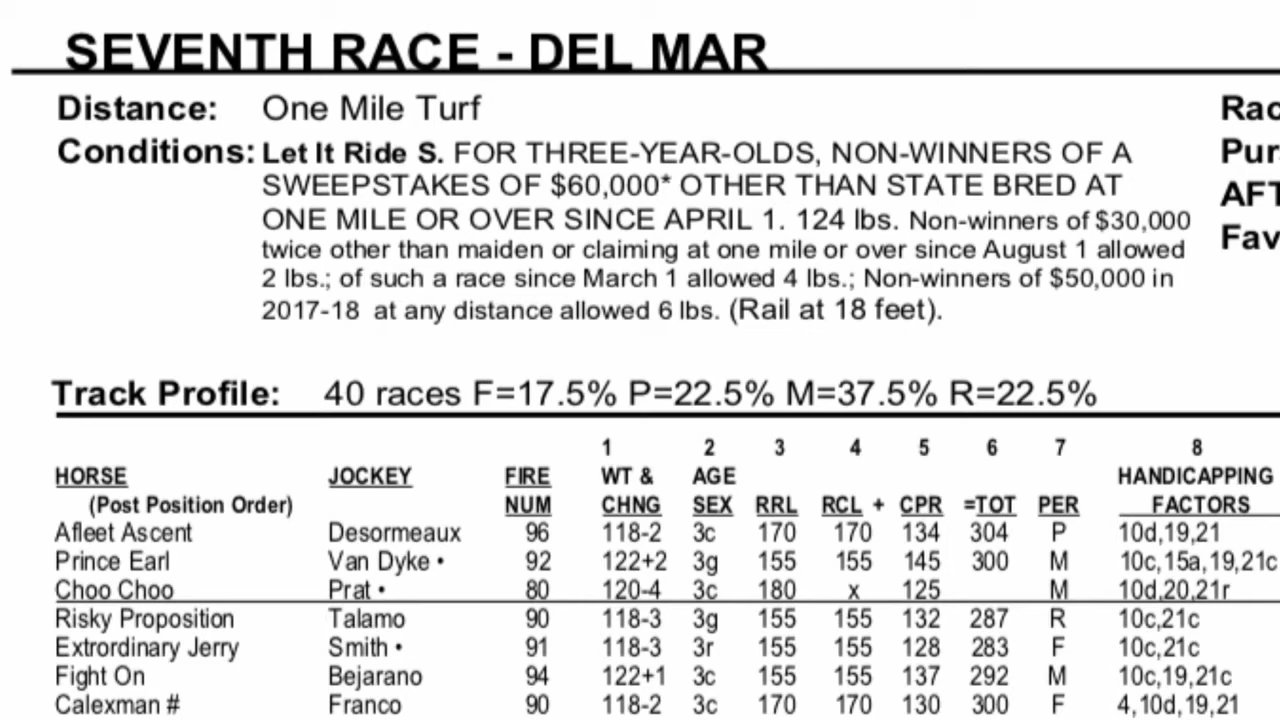 SEVENTH RACE - DEL MAR
Distance: One Mile Turf Rac
Conditions: Let It Ride S. FOR THREE-YEAR-OLDS, NON-WINNERS OF A Pur
SWEEPSTAKES OF $60,000* OTHER THAN STATE BRED AT AFT
ONE MILE OR OVER SINCE APRIL 1. 124 lbs. Non-winners of $30,000 Fav
twice other than maiden or claiming at one mile or over since August 1 allowed
2 lbs.; of such a race since March 1 allowed 4 lbs.; Non-winners of $50,000 in
2017-18 at any distance allowed 6 lbs. (Rail at 18 feet).
Track Profile: 40 races F=17.5% P=22.5% M=37.5% R=22.5%
1 2 3 4 5 6 7 8
HORSE JOCKEY FIRE WT & AGE HANDICAPPING
(Post Position Order) NUM CHNG SEX RRL RCL + CPR =TOT PER FACTORS
Afleet Ascent Desormeaux 96 118-2 3c 170 170 134 304 P 10d,19,21
Prince Earl Van Dyke • 92 122+2 3g 155 155 145 300 M 10c,15a,19,21c
Choo Choo Prat • 80 120-4 3c 180 x 125 M 10d,20,21r
Risky Proposition Talamo 90 118-3 3g 155 155 132 287 R 10c,21c
Extrordinary Jerry Smith • 91 118-3 3r 155 155 128 283 F 10c,21c
Fight On Bejarano 94 122+1 3c 155 155 137 292 M 10c,19,21c
Calexman # Franco 90 118-2 3c 170 170 130 300 F 4,10d,19,21